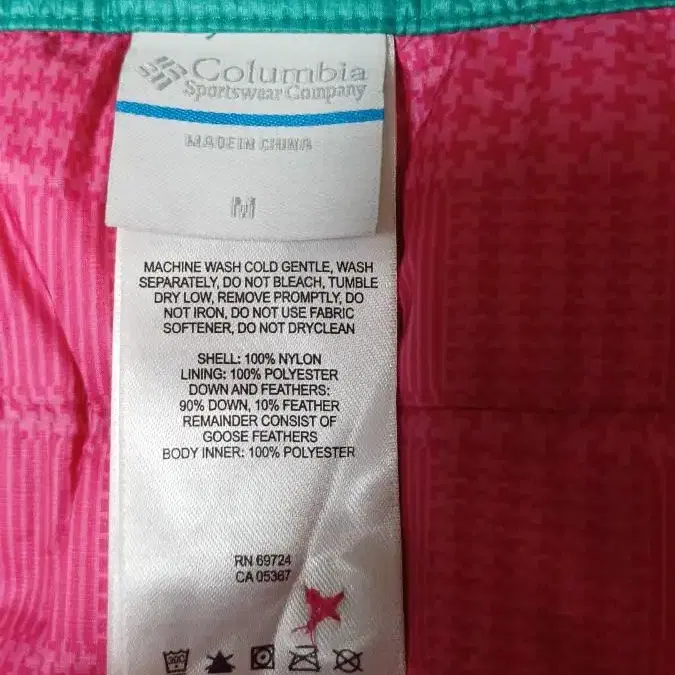 Columbia
Sportswear Company
MADE IN CHINA
M
MACHINE WASH COLD GENTLE, WASH
SEPARATELY, DO NOT BLEACH, TUMBLE
DRY LOW, REMOVE PROMPTLY, DO
NOT IRON, DO NOT USE FABRIC
SOFTENER, DO NOT DRYCLEAN
SHELL: 100% NYLON
LINING: 100% POLYESTER
DOWN AND FEATHERS:
90% DOWN, 10% FEATHER
REMAINDER CONSIST OF
GOOSE FEATHERS
BODY INNER: 100% POLYESTER
RN 69724
CA 05367
30C